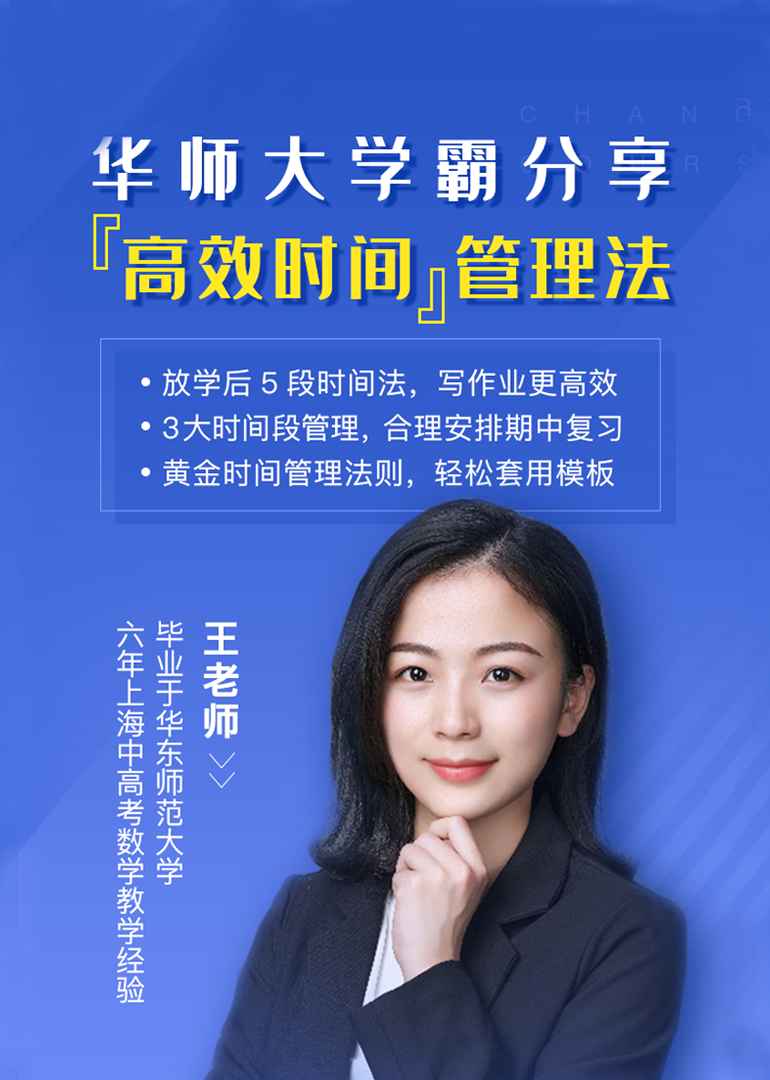 华师大学霸分享
『高效时间』管理法
• 放学后 5 段时间法，写作业更高效
• 3大时间段管理, 合理安排期中复习
• 黄金时间管理法则，轻松套用模板
王老师
毕业于华东师范大学
六年上海中高考数学教学经验